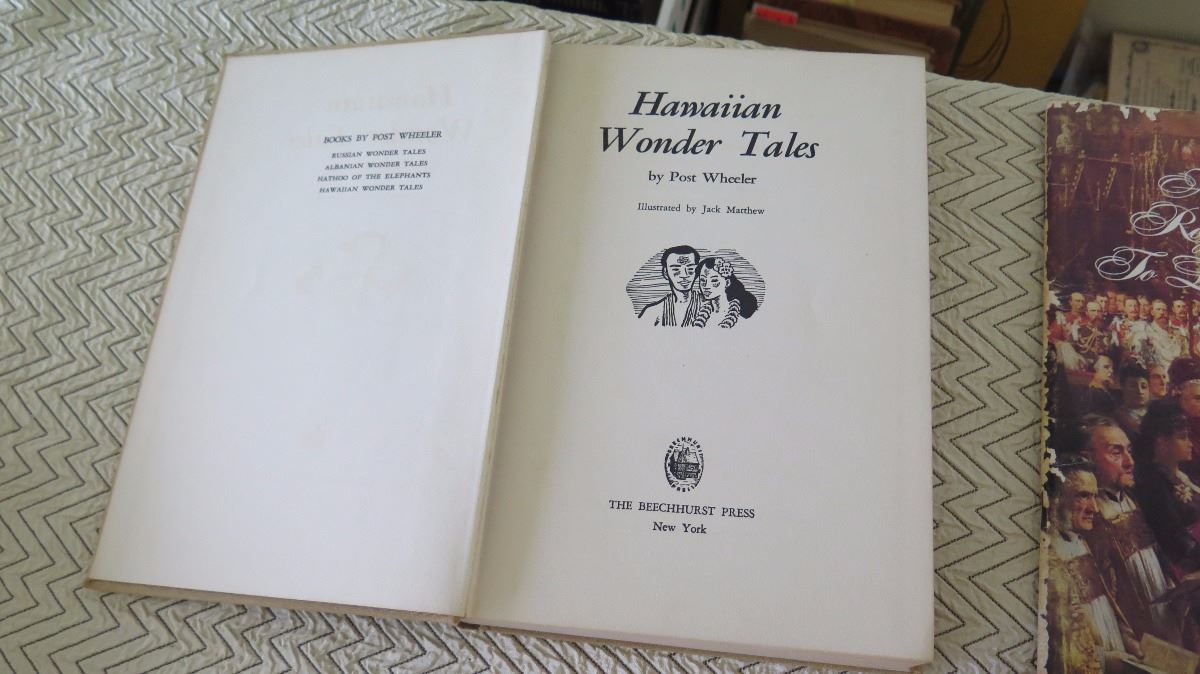 BOOKS BY POST WHEELER
RUSSIAN WONDER TALES
ALBANIAN WONDER TALES
HATHOO OF THE ELEPHANTS
HAWAIIAN WONDER TALES
Hawaiian
Wonder Tales
by Post Wheeler
Illustrated by Jack Matthew
THE BEECHHURST PRESS
New York
To